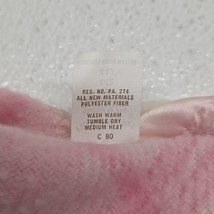 REG. NO. PA. 274
ALL NEW MATERIALS
POLYESTER FIBER
WASH WARM
TUMBLE DRY
MEDIUM HEAT
C 80